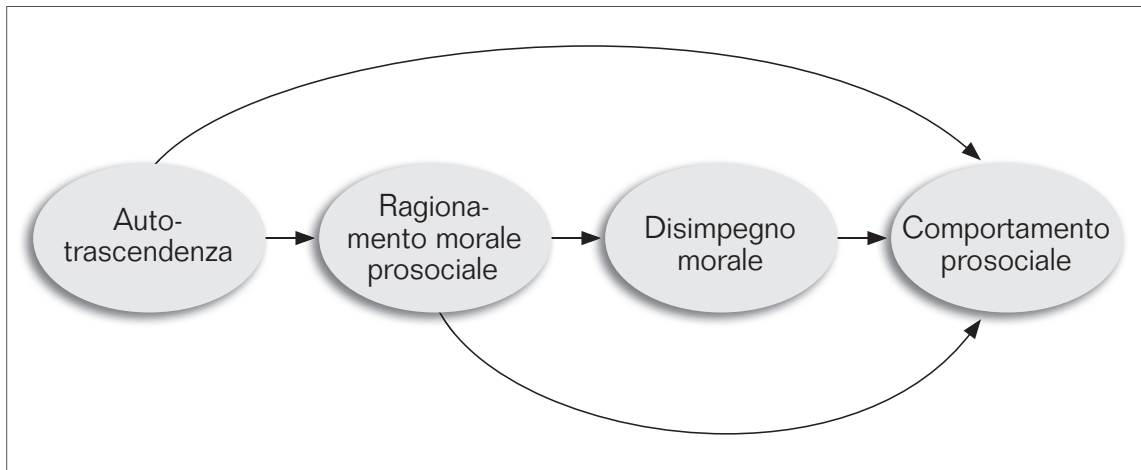 Auto-
trascendenza
Ragiona-
mento morale
prosociale
Disimpegno
morale
Comportamento
prosociale